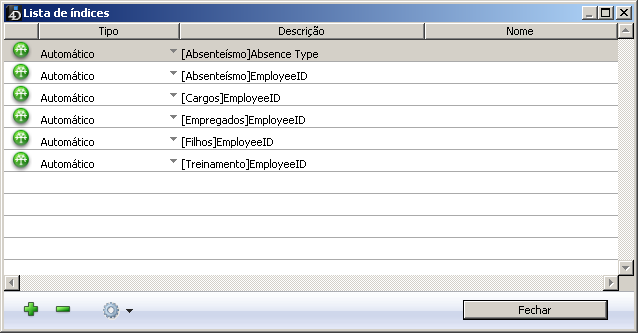 4D Lista de índices
Tipo Descrição Nome
Automático [Absenteísmo]Absence Type
Automático [Absenteísmo]EmployeeID
Automático [Cargos]EmployeeID
Automático [Empregados]EmployeeID
Automático [Filhos]EmployeeID
Automático [Treinamento]EmployeeID
Fechar